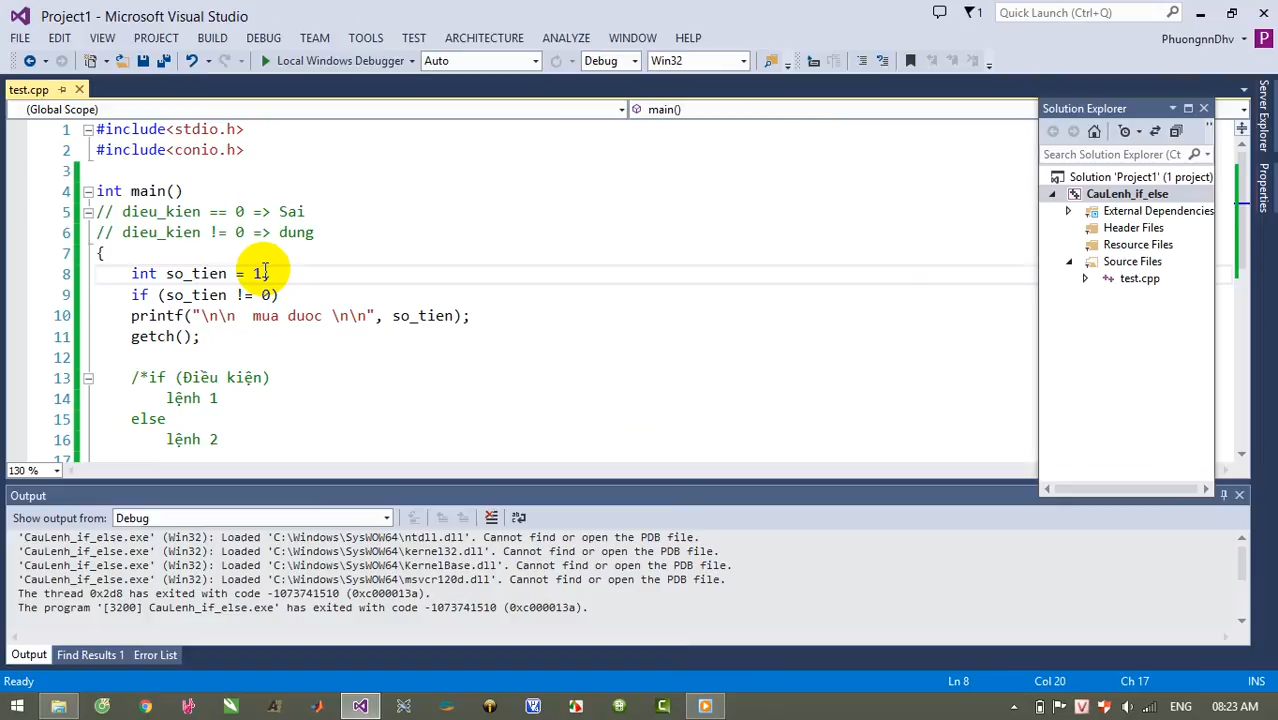 Project1 - Microsoft Visual Studio
1
Quick Launch (Ctrl+Q)
FILE EDIT VIEW PROJECT BUILD DEBUG TEAM TOOLS TEST ARCHITECTURE ANALYZE WINDOW HELP
PhuongnnDhv
P
Local Windows Debugger
Auto
Debug
Win32
test.cpp
(Global Scope)
main()
1 #include<stdio.h>
2 #include<conio.h>
3
4 int main()
5 // dieu_kien == 0 => Sai
6 // dieu_kien != 0 => dung
7 {
8 int so_tien = 1;
9 if (so_tien != 0)
10 printf("\n\n  mua duoc \n\n", so_tien);
11 getch();
12
13 /*if (Điều kiện)
14 lệnh 1
15 else
16 lệnh 2
17
130 %
Solution Explorer
Search Solution Explorer (Ct
Solution 'Project1' (1 project)
CauLenh_if_else
External Dependencies
Header Files
Resource Files
Source Files
test.cpp
Server Explorer
Properties
Output
Show output from: Debug
'CauLenh_if_else.exe' (Win32): Loaded 'C:\Windows\SysWOW64\ntdll.dll'. Cannot find or open the PDB file.
'CauLenh_if_else.exe' (Win32): Loaded 'C:\Windows\SysWOW64\kernel32.dll'. Cannot find or open the PDB file.
'CauLenh_if_else.exe' (Win32): Loaded 'C:\Windows\SysWOW64\KernelBase.dll'. Cannot find or open the PDB file.
'CauLenh_if_else.exe' (Win32): Loaded 'C:\Windows\SysWOW64\msvcr120d.dll'. Cannot find or open the PDB file.
The thread 0x2d8 has exited with code -1073741510 (0xc000013a).
The program '[3200] CauLenh_if_else.exe' has exited with code -1073741510 (0xc000013a).
Output Find Results 1 Error List
Ready
Ln 8
Col 20
Ch 17
INS
ENG
08:23 AM